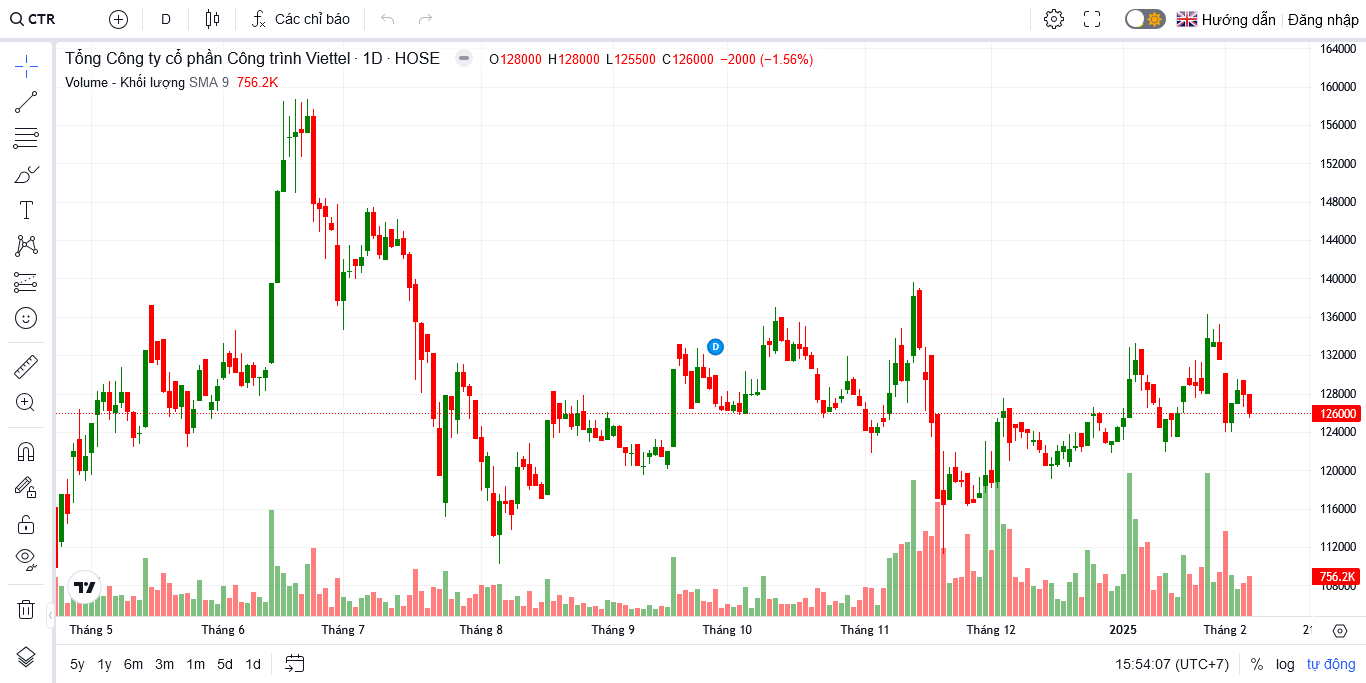 CTR D Các chỉ báo Hướng dẫn Đăng nhập
Tổng Công ty cổ phần Công trình Viettel · 1D · HOSE O128000 H128000 L125500 C126000 −2000 (−1.56%)
Volume - Khối lượng SMA 9 756.2K
164000
160000
156000
152000
148000
144000
140000
136000
132000
128000
126000
124000
120000
116000
112000
756.2K
108000
D
Tháng 5 Tháng 6 Tháng 7 Tháng 8 Tháng 9 Tháng 10 Tháng 11 Tháng 12 2025 Tháng 2 21
5y 1y 6m 3m 1m 5d 1d 15:54:07 (UTC+7) % log tự động